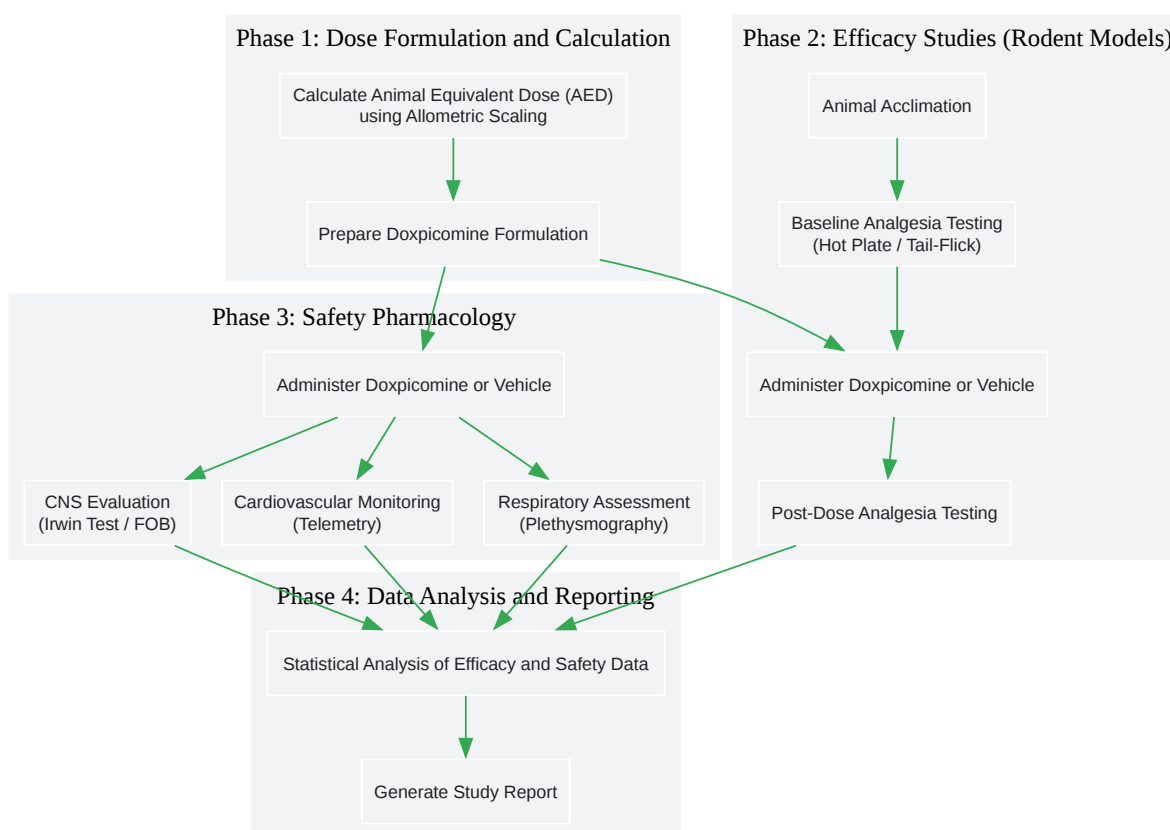 Phase 1: Dose Formulation and Calculation
Calculate Animal Equivalent Dose (AED)
using Allometric Scaling
Prepare Doxpicomine Formulation
Phase 2: Efficacy Studies (Rodent Models)
Animal Acclimation
Baseline Analgesia Testing
(Hot Plate / Tail-Flick)
Administer Doxpicomine or Vehicle
Post-Dose Analgesia Testing
Phase 3: Safety Pharmacology
Administer Doxpicomine or Vehicle
CNS Evaluation
(Irwin Test / FOB)
Cardiovascular Monitoring
(Telemetry)
Respiratory Assessment
(Plethysmography)
Phase 4: Data Analysis and Reporting
Statistical Analysis of Efficacy and Safety Data
Generate Study Report